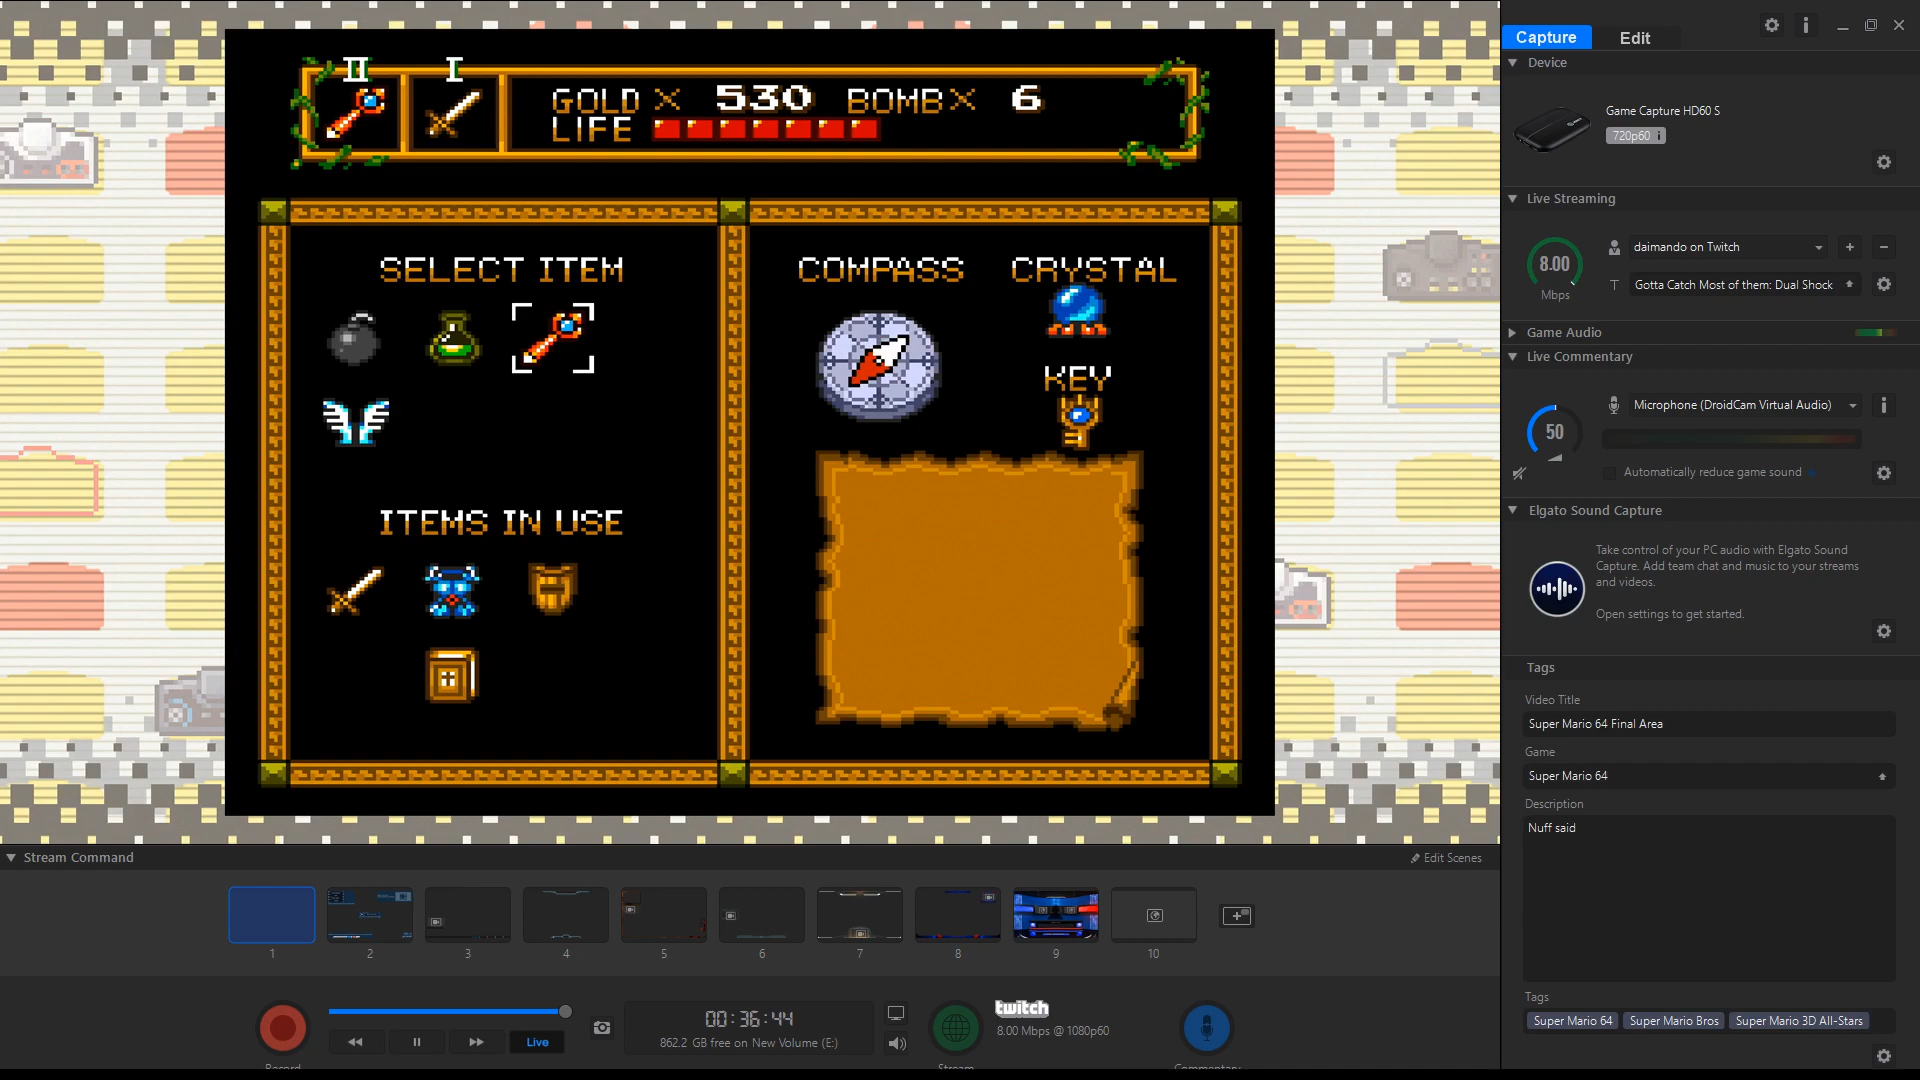 Capture
Edit
Device
Game Capture HD60 S
720p60 i
Live Streaming
8.00
Mbps
daimando on Twitch
T Gotta Catch Most of them: Dual Shock
Game Audio
Live Commentary
50
Microphone (DroidCam Virtual Audio)
Automatically reduce game sound
Elgato Sound Capture
Take control of your PC audio with Elgato Sound
Capture. Add team chat and music to your streams
and videos.
Open settings to get started.
Tags
Video Title
Super Mario 64 Final Area
Game
Super Mario 64
Description
Nuff said
Tags
Super Mario 64 Super Mario Bros Super Mario 3D All-Stars
II I
GOLD X 530 BOMB X 6
LIFE
SELECT ITEM
COMPASS CRYSTAL
KEY
ITEMS IN USE
Stream Command
Edit Scenes
1 2 3 4 5 6 7 8 9 10
00:36:44
862.2 GB free on New Volume (E:)
Live
twitch
8.00 Mbps @ 1080p60
Record
Stream
Commentary